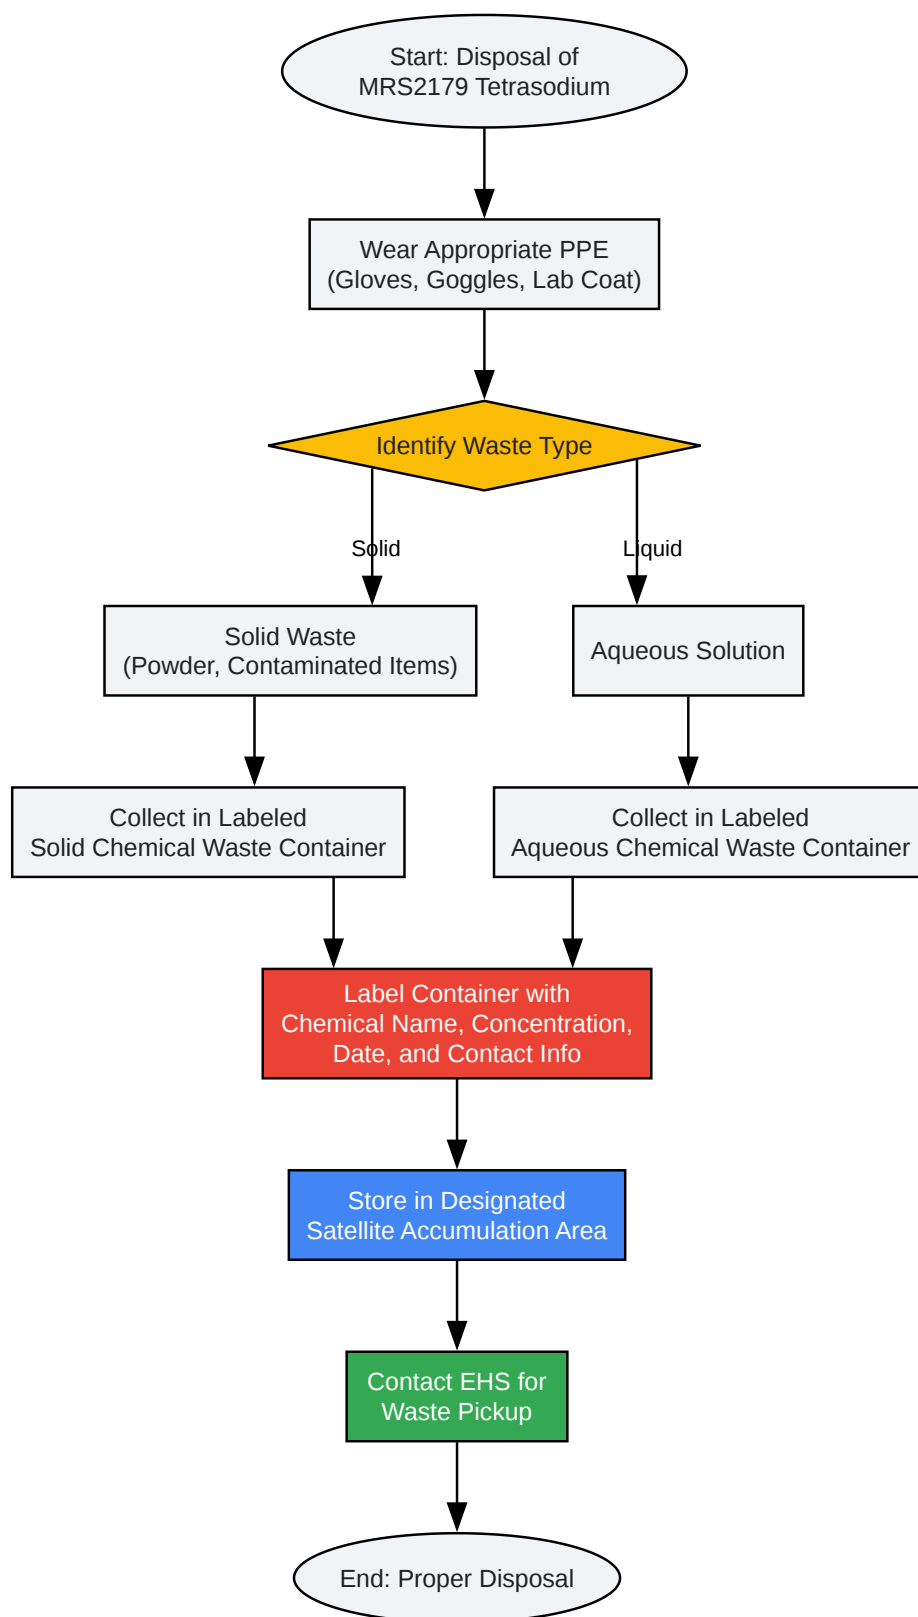 Start: Disposal of
MRS2179 Tetrasodium
Wear Appropriate PPE
(Gloves, Goggles, Lab Coat)
Identify Waste Type
Solid
Liquid
Solid Waste
(Powder, Contaminated Items)
Aqueous Solution
Collect in Labeled
Solid Chemical Waste Container
Collect in Labeled
Aqueous Chemical Waste Container
Label Container with
Chemical Name, Concentration,
Date, and Contact Info
Store in Designated
Satellite Accumulation Area
Contact EHS for
Waste Pickup
End: Proper Disposal